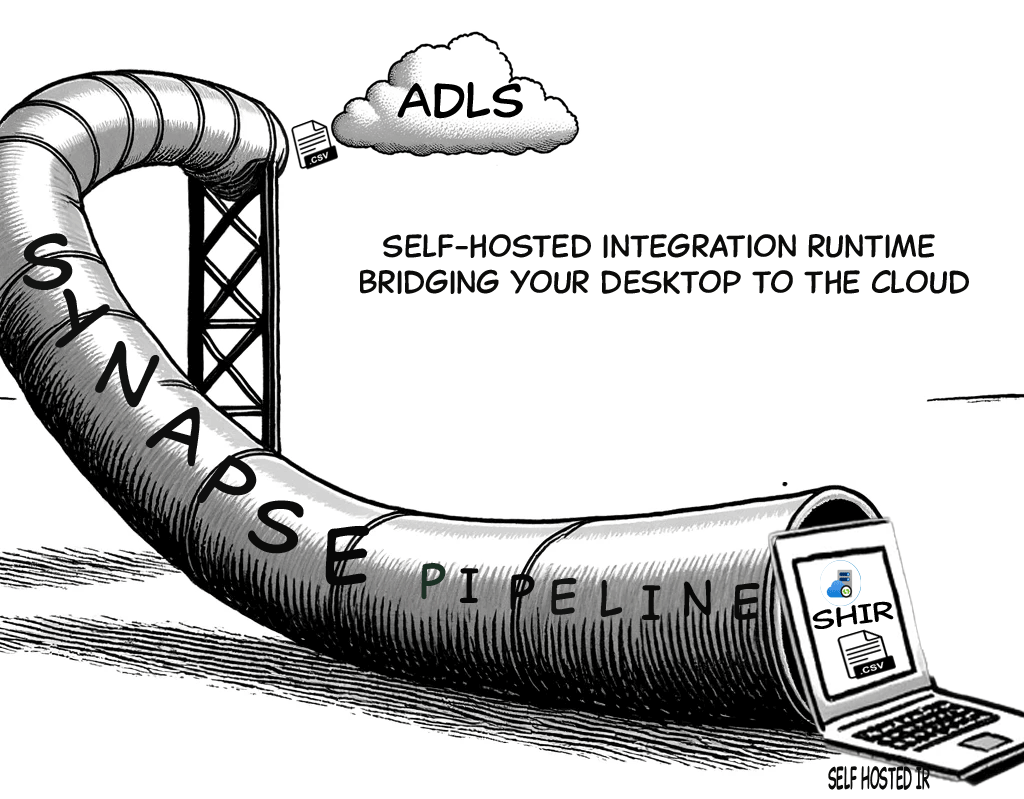 ADLS
.CSV
SELF-HOSTED INTEGRATION RUNTIME
BRIDGING YOUR DESKTOP TO THE CLOUD
SYNAPSE PIPELINE
SHIR
.CSV
SELF HOSTED IR